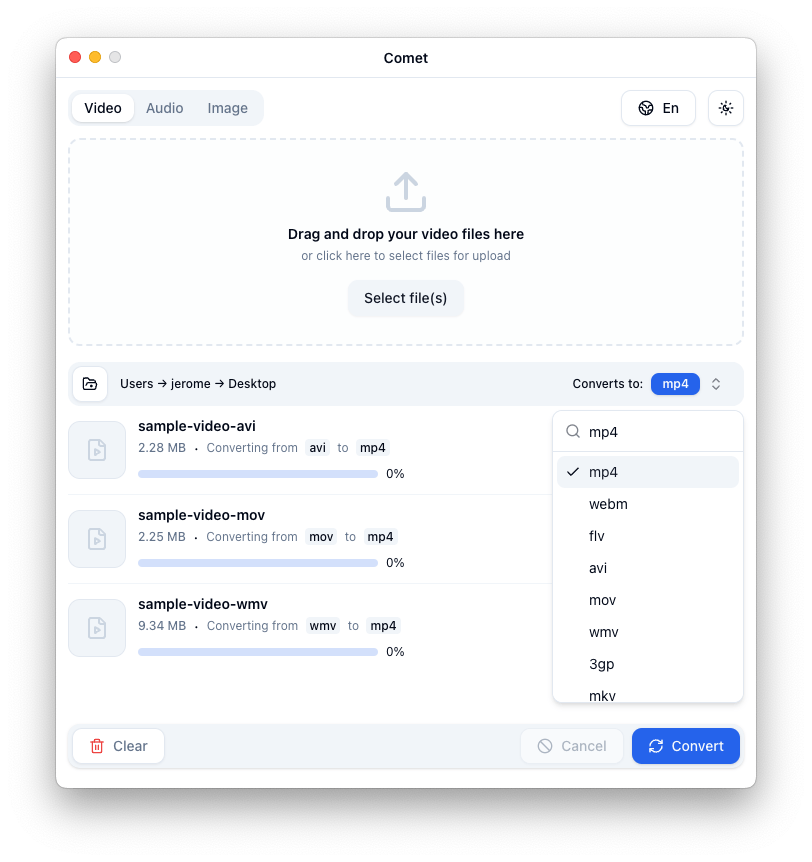 Comet
Video Audio Image En
Drag and drop your video files here
or click here to select files for upload
Select file(s)
Users → jerome → Desktop Converts to: mp4
sample-video-avi
2.28 MB · Converting from avi to mp4
0%
sample-video-mov
2.25 MB · Converting from mov to mp4
0%
sample-video-wmv
9.34 MB · Converting from wmv to mp4
0%
mp4
mp4
webm
flv
avi
mov
wmv
3gp
mkv
Clear Cancel Convert